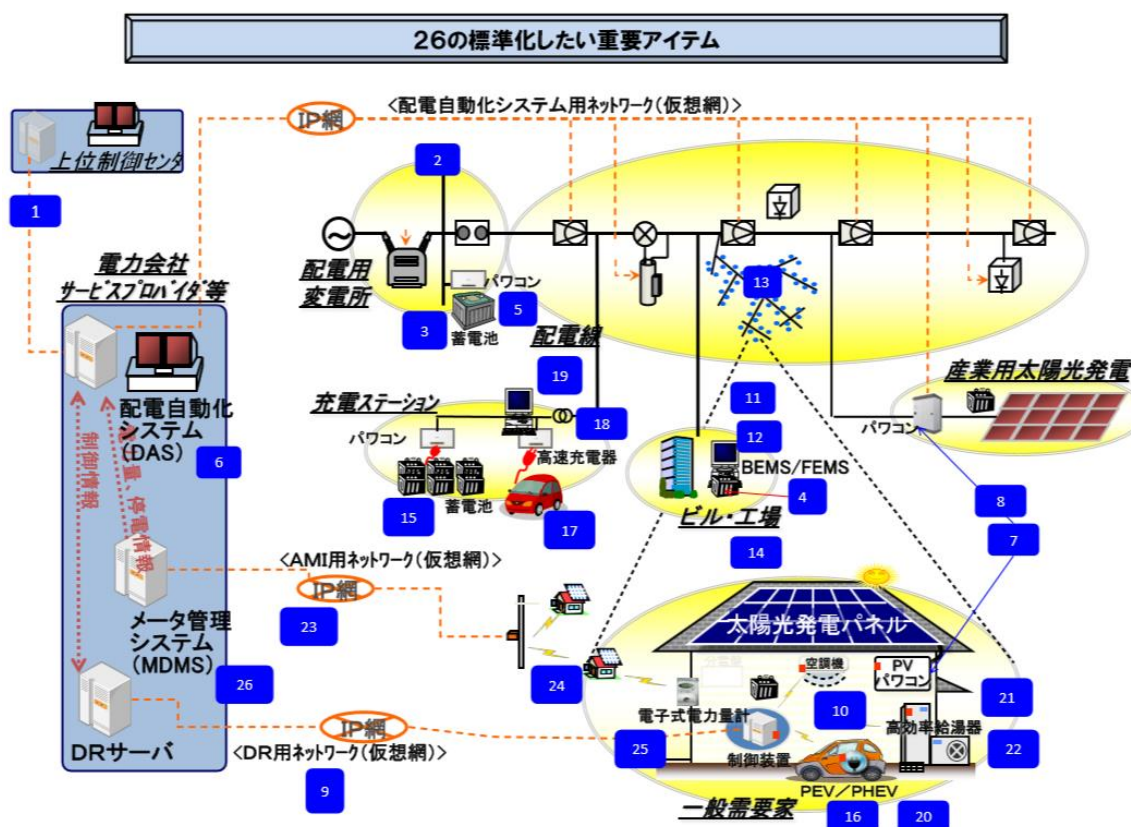 26の標準化したい重要アイテム
<配電自動化システム用ネットワーク(仮想網)>
IP網
上位制御センタ
1
2
電力会社
サービスプロバイダ等
配電用
変電所
パワコン
3
5
蓄電池
配電線
13
19
産業用太陽光発電
充電ステーション
18
11
パワコン
パワコン
高速充電器
12
BEMS/FEMS
4
配電自動化
システム
(DAS)
6
制御情報
停電情報
15
蓄電池
17
ビル・工場
8
7
14
<AMI用ネットワーク(仮想網)>
IP網
23
メータ管理
システム
(MDMS)
26
24
太陽光発電パネル
空調機
PV
パワコン
電子式電力量計
10
21
高効率給湯器
22
25
制御装置
DRサーバ
IP網
<DR用ネットワーク(仮想網)>
9
PEV/PHEV
一般需要家
16
20